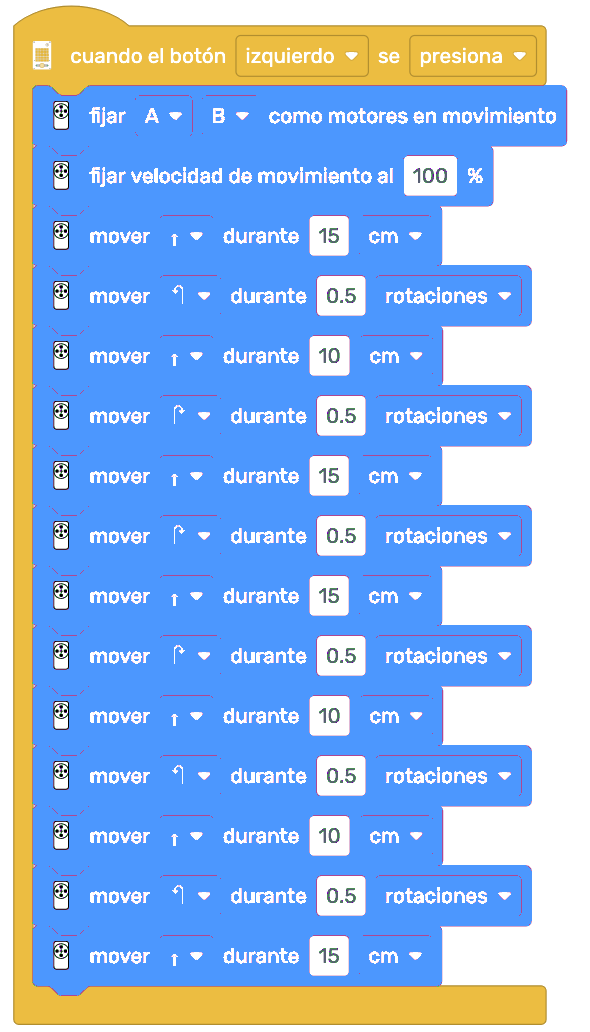 cuando el botón izquierdo se presiona
fijar A B como motores en movimiento
fijar velocidad de movimiento al 100 %
mover durante 15 cm
mover durante 0.5 rotaciones
mover durante 10 cm
mover durante 0.5 rotaciones
mover durante 15 cm
mover durante 0.5 rotaciones
mover durante 15 cm
mover durante 0.5 rotaciones
mover durante 10 cm
mover durante 0.5 rotaciones
mover durante 10 cm
mover durante 0.5 rotaciones
mover durante 15 cm